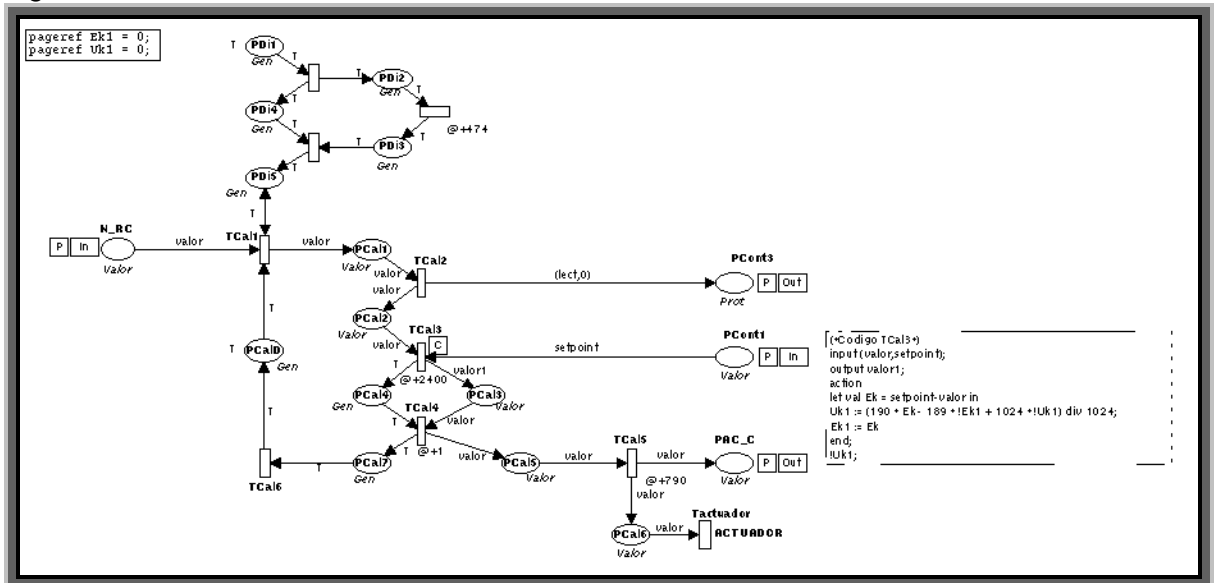 pageref Ek1 = 0;
pageref Uk1 = 0;
T
PDi1
Gen
T
T
PDi2
Gen
T
T
PDi4
Gen
@+474
T
T
T
PDi3
Gen
T
PDi5
Gen
T
N_RC
P In
Valor
valor
TCal1
valor
PCal1
Valor
valor
TCal2
valor
(lect,0)
PCont3
P Out
Prot
PCal2
Valor
valor
T
T
PCal0
Gen
TCal3
C
@+2400
setpoint
PCont1
P In
Valor
T
valor1
PCal4
Gen
PCal3
Valor
T
TCal4
valor
@+1
T
T
PCal7
Gen
T
TCal6
valor
PCal5
Valor
valor
TCal5
@+790
valor
PAC_C
P Out
Valor
valor
PCal6
Valor
valor
Tactuador
ACTUADOR
(*Codigo TCal3*)
input (valor,setpoint);
output valor1;
action
let val Ek = setpoint-valor in
Uk1 := (190 * Ek- 189 *!Ek1 + 1024 *!Uk1) div 1024;
Ek1 := Ek
end;
!Uk1;